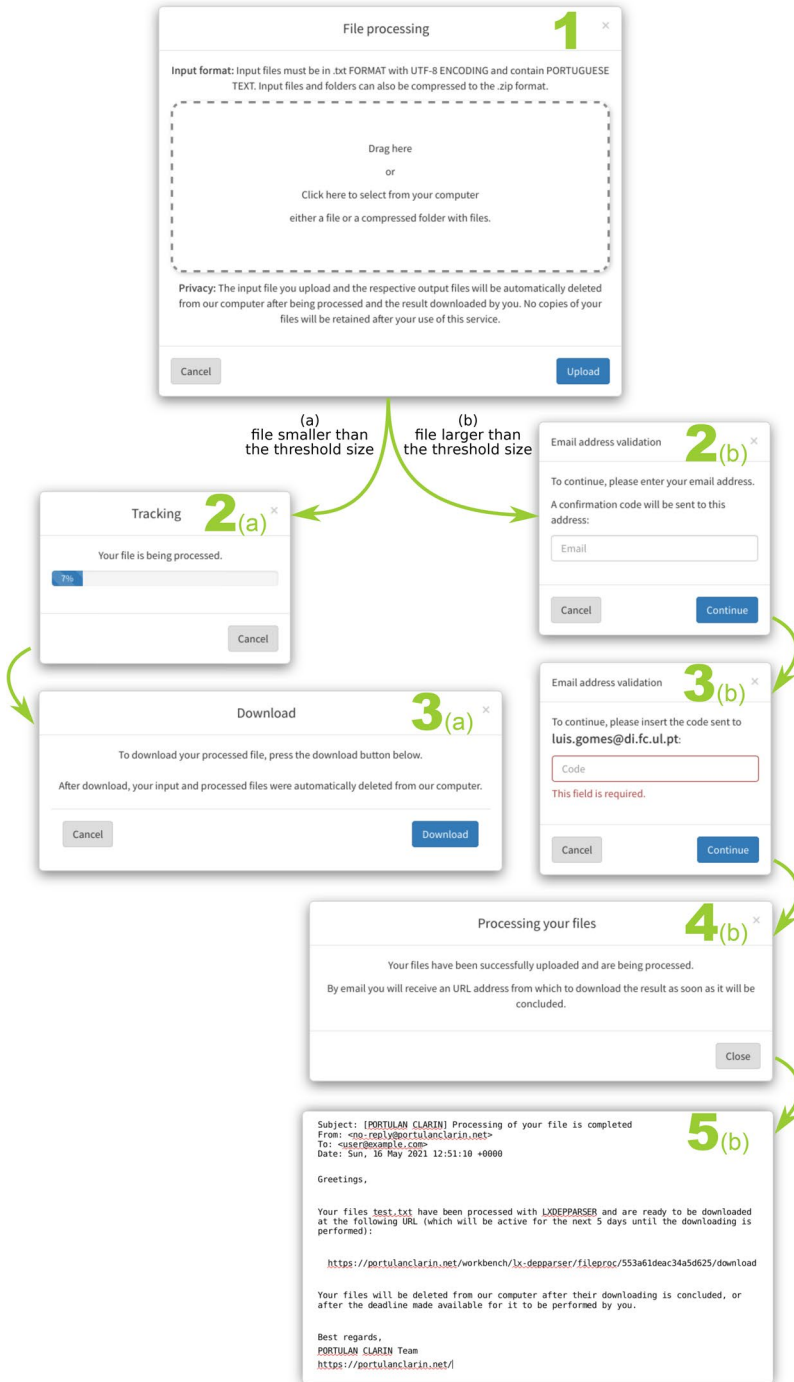 File processing
1
×
Input format: Input files must be in .txt FORMAT with UTF-8 ENCODING and contain PORTUGUESE
TEXT. Input files and folders can also be compressed to the .zip format.
Drag here
or
Click here to select from your computer
either a file or a compressed folder with files.
Privacy: The input file you upload and the respective output files will be automatically deleted
from our computer after being processed and the result downloaded by you. No copies of your
files will be retained after your use of this service.
Cancel
Upload
(a)
file smaller than
the threshold size
(b)
file larger than
the threshold size
Tracking
2(a)
×
Your file is being processed.
7%
Cancel
Download
3(a)
×
To download your processed file, press the download button below.
After download, your input and processed files were automatically deleted from our computer.
Cancel
Download
Email address validation
2(b)
×
To continue, please enter your email address.
A confirmation code will be sent to this
address:
Email
Cancel
Continue
Email address validation
3(b)
×
To continue, please insert the code sent to
luis.gomes@di.fc.ul.pt:
Code
This field is required.
Cancel
Continue
Processing your files
4(b)
×
Your files have been successfully uploaded and are being processed.
By email you will receive an URL address from which to download the result as soon as it will be
concluded.
Close
5(b)
Subject: [PORTULAN CLARIN] Processing of your file is completed
From: <no-reply@portulanclarin.net>
To: <user@example.com>
Date: Sun, 16 May 2021 12:51:10 +0000
Greetings,
Your files test.txt have been processed with LXDEPPARSER and are ready to be downloaded
at the following URL (which will be active for the next 5 days until the downloading is
performed):
https://portulanclarin.net/workbench/lx-depparser/fileproc/553a61deac34a5d625/download
Your files will be deleted from our computer after their downloading is concluded, or
after the deadline made available for it to be performed by you.
Best regards,
PORTULAN CLARIN Team
https://portulanclarin.net/